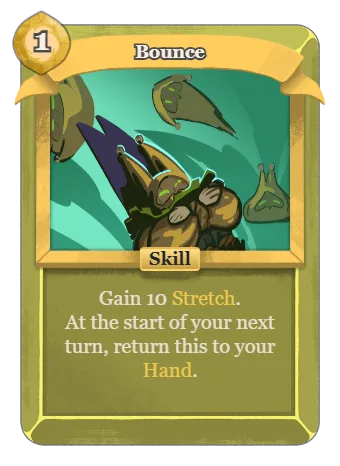 1
Bounce
Skill
Gain 10 Stretch.
At the start of your next
turn, return this to your
Hand.